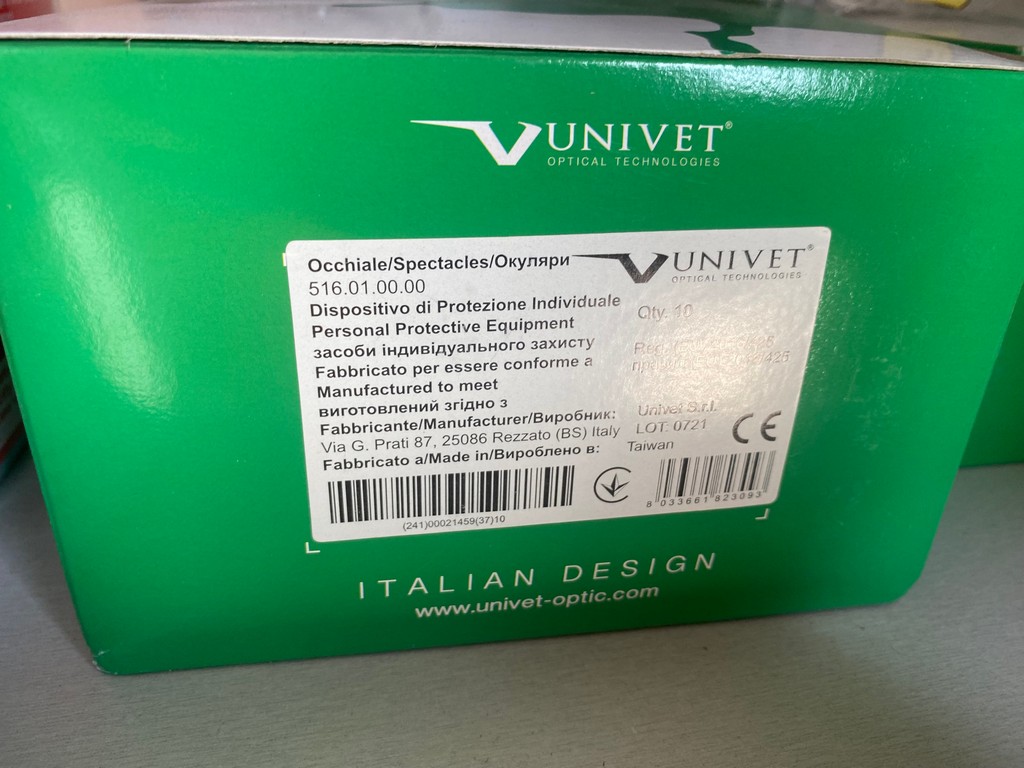 UNIVET®
OPTICAL TECHNOLOGIES
Occhiale/Spectacles/Окуляри
UNIVET®
OPTICAL TECHNOLOGIES
516.01.00.00
Dispositivo di Protezione Individuale
Qty. 10
Personal Protective Equipment
засоби індивідуального захисту
Fabbricato per essere conforme a
Manufactured to meet
виготовлений згідно з
Fabbricante/Manufacturer/Виробник:
Univet S.r.l.
Via G. Prati 87, 25086 Rezzato (BS) Italy
LOT. 0721
CE
Fabbricato a/Made in/Вироблено в:
Taiwan
(241)00021459(37)10
8 033661 823093
ITALIAN DESIGN
www.univet-optic.com